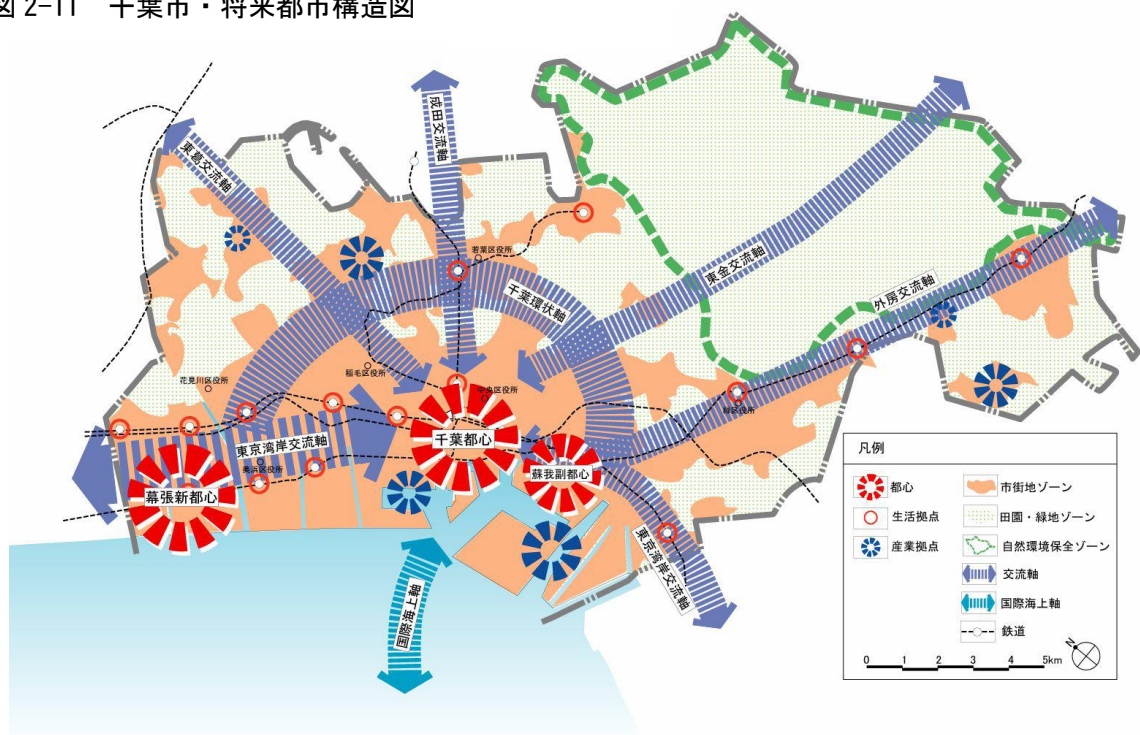 図 2-11 千葉市・将来都市構造図
成田交流軸
東葛交流軸
若葉区役所
千葉環状軸
東金交流軸
外房交流軸
花見川区役所
稲毛区役所
中央区役所
緑区役所
千葉都心
東京湾岸交流軸
美浜区役所
蘇我副都心
幕張新都心
東京湾岸交流軸
国際海上軸
凡例
都心
市街地ゾーン
生活拠点
田園・緑地ゾーン
産業拠点
自然環境保全ゾーン
交流軸
国際海上軸
鉄道
0 1 2 3 4 5km
N